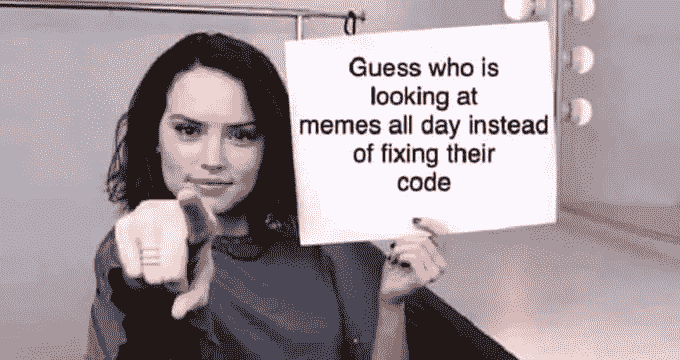 Guess who is
looking at
memes all day instead
of fixing their
code